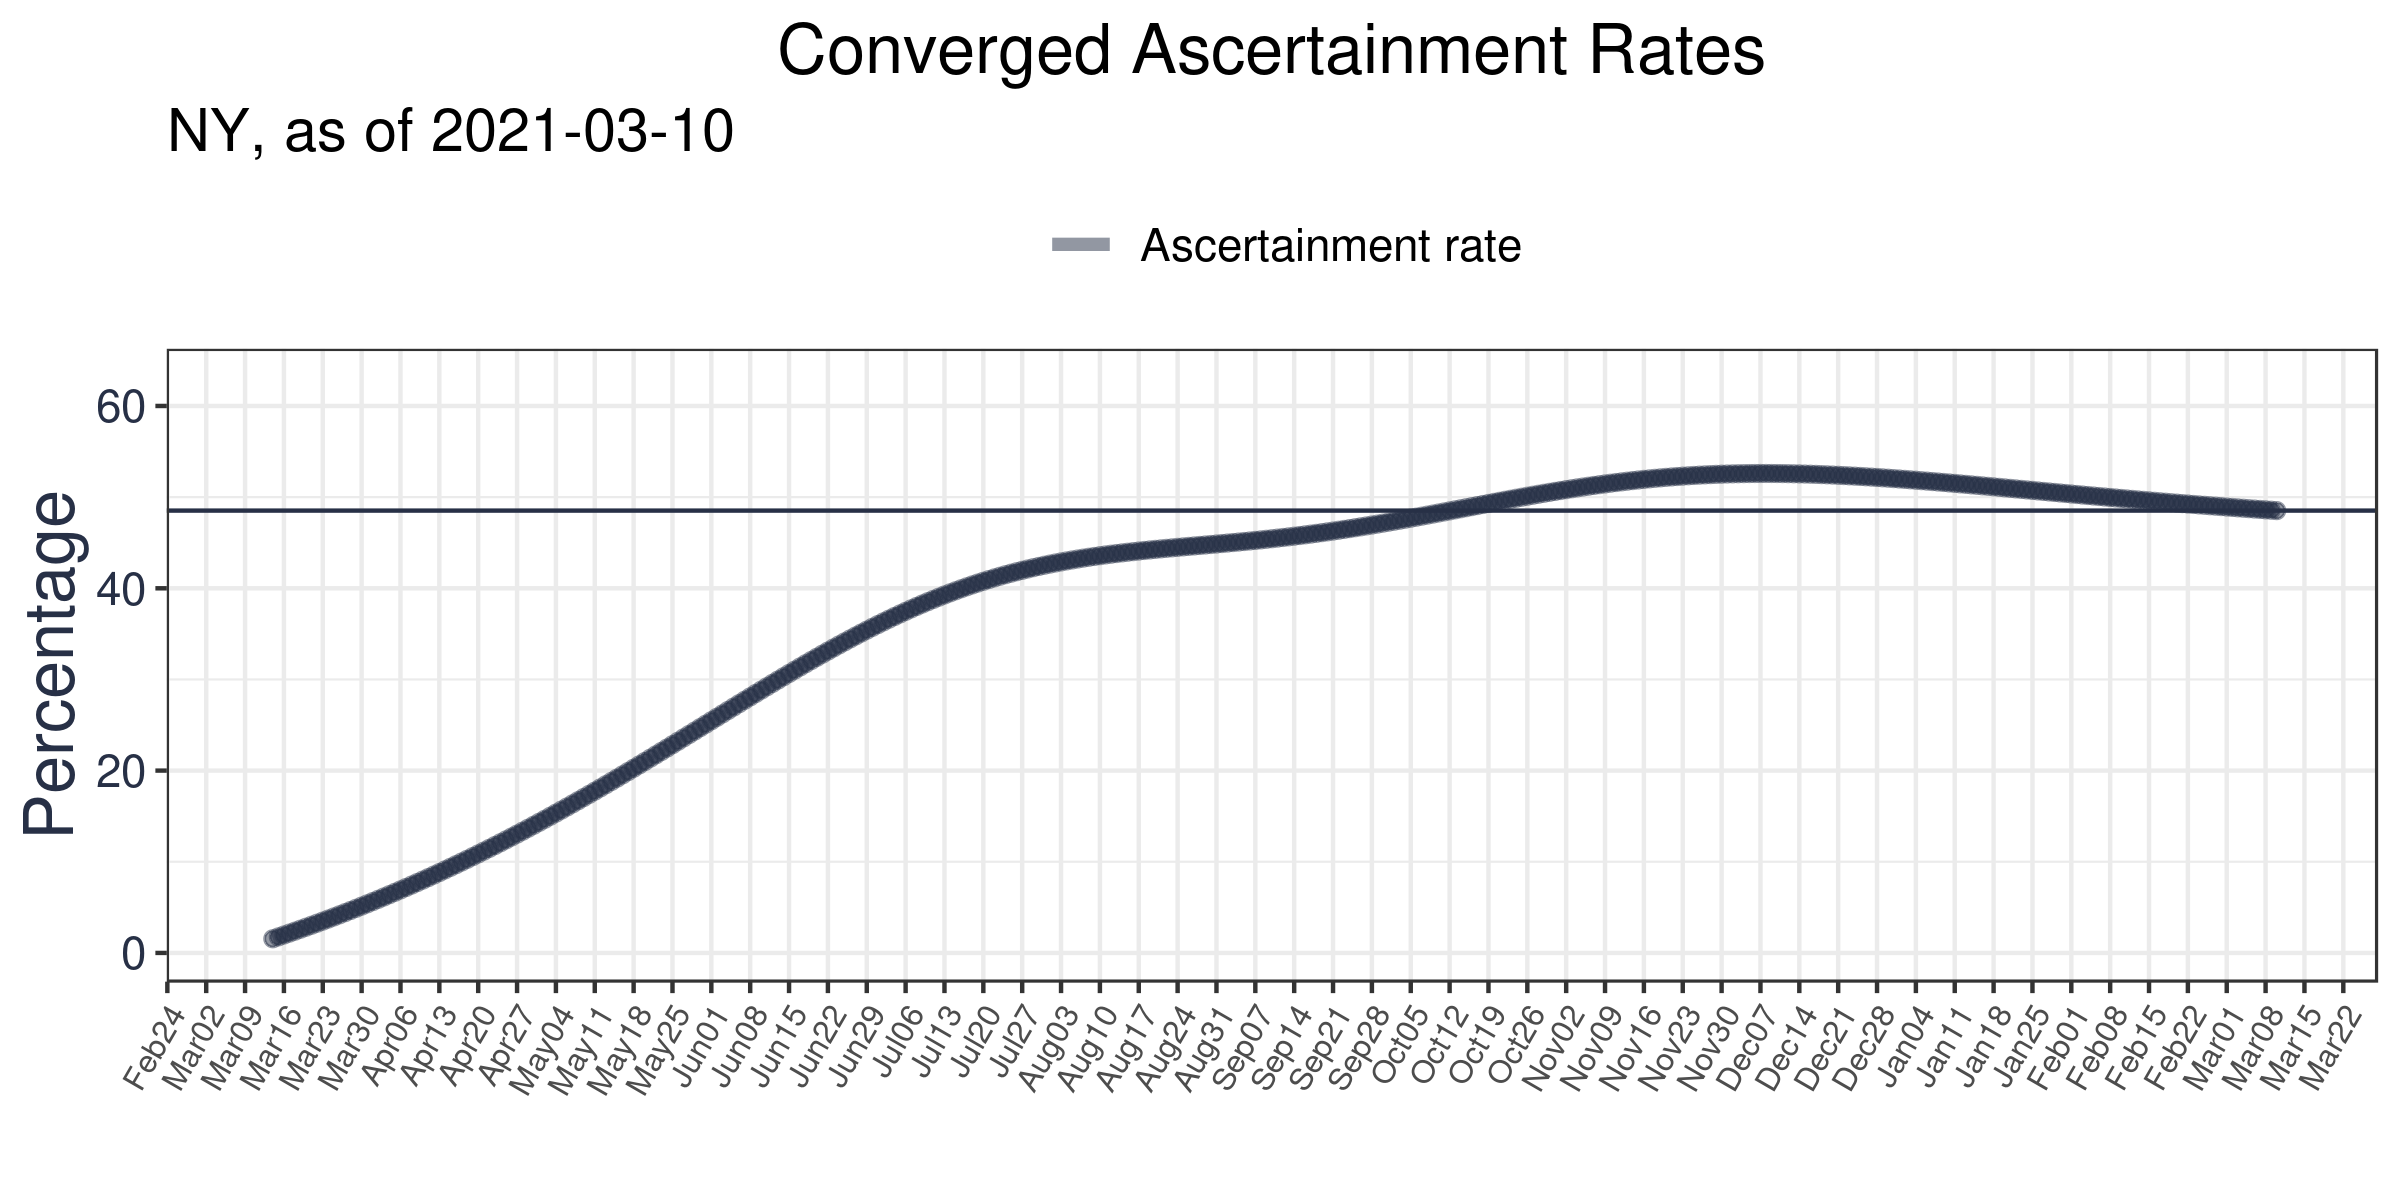 Converged Ascertainment Rates
NY, as of 2021-03-10
Ascertainment rate
Percentage
60
40
20
0
Feb24 Mar02 Mar09 Mar16 Mar23 Mar30 Apr06 Apr13 Apr20 Apr27 May04 May11 May18 May25 Jun01 Jun08 Jun15 Jun22 Jun29 Jul06 Jul13 Jul20 Jul27 Aug03 Aug10 Aug17 Aug24 Aug31 Sep07 Sep14 Sep21 Sep28 Oct05 Oct12 Oct19 Oct26 Nov02 Nov09 Nov16 Nov23 Nov30 Dec07 Dec14 Dec21 Dec28 Jan04 Jan11 Jan18 Jan25 Feb01 Feb08 Feb15 Feb22 Mar01 Mar08 Mar15 Mar22